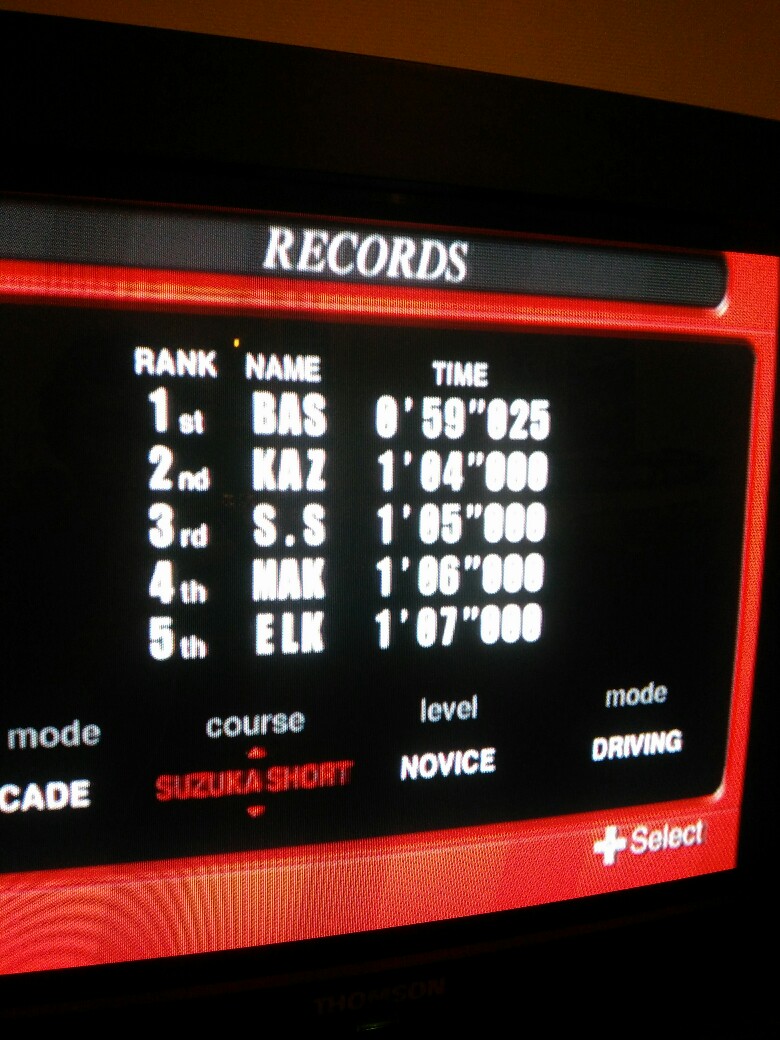 RECORDS
RANK NAME TIME
1st BAS 0'59"025
2nd KAZ 1'04"000
3rd S.S 1'05"000
4th MAK 1'06"000
5th ELK 1'07"000
mode course level mode
CADE SUZUKA SHORT NOVICE DRIVING
Select
THOMSON